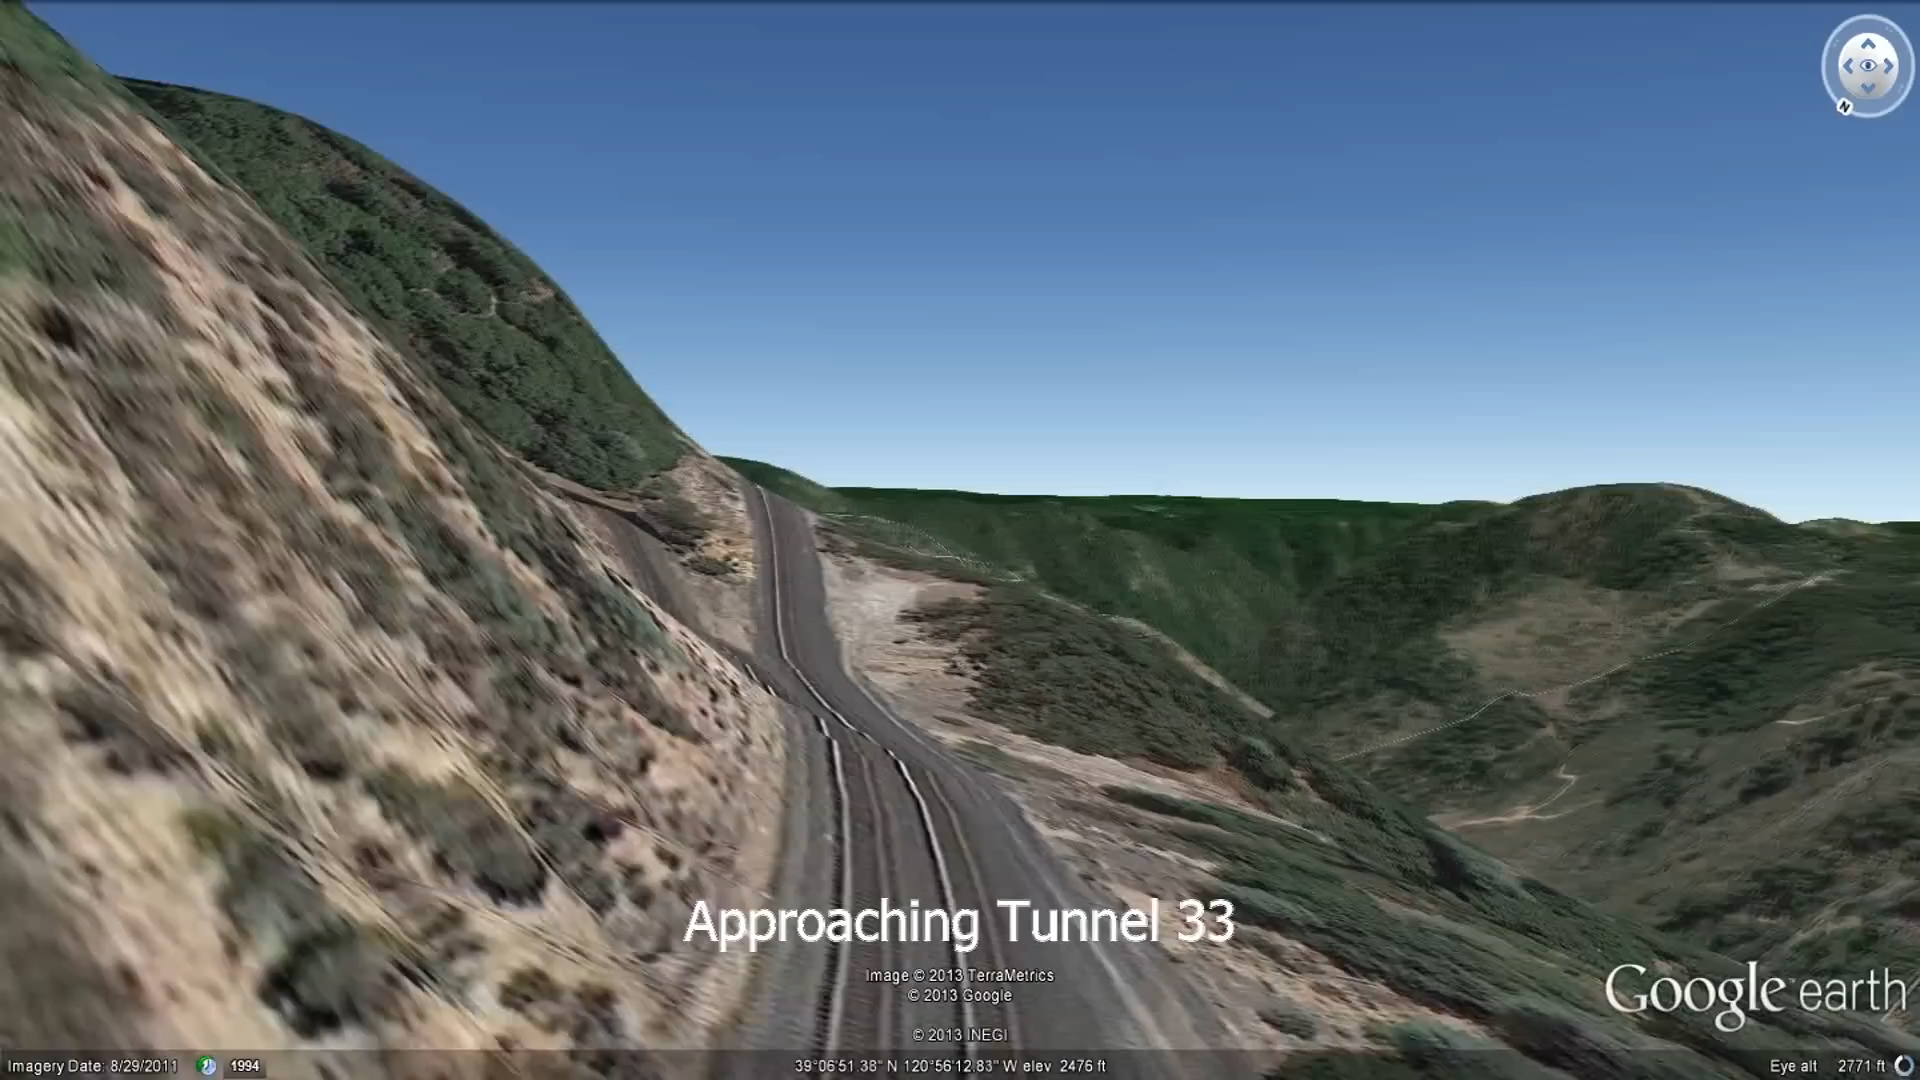 N
Approaching Tunnel 33
Image © 2013 TerraMetrics
© 2013 Google
© 2013 INEGI
Google earth
Imagery Date: 8/29/2011 1994 39°06'51.38" N 120°56'12.83" W elev 2476 ft Eye alt 2771 ft